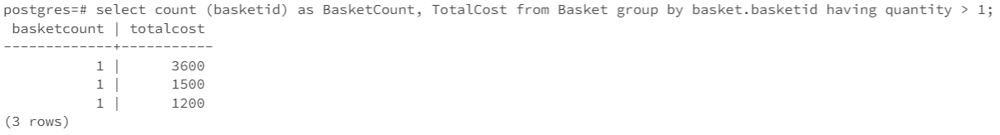 postgres=# select count (basketid) as BasketCount, TotalCost from Basket group by basket.basketid having quantity > 1;
 basketcount | totalcost
-------------+-----------
           1 |      3600
           1 |      1500
           1 |      1200
(3 rows)